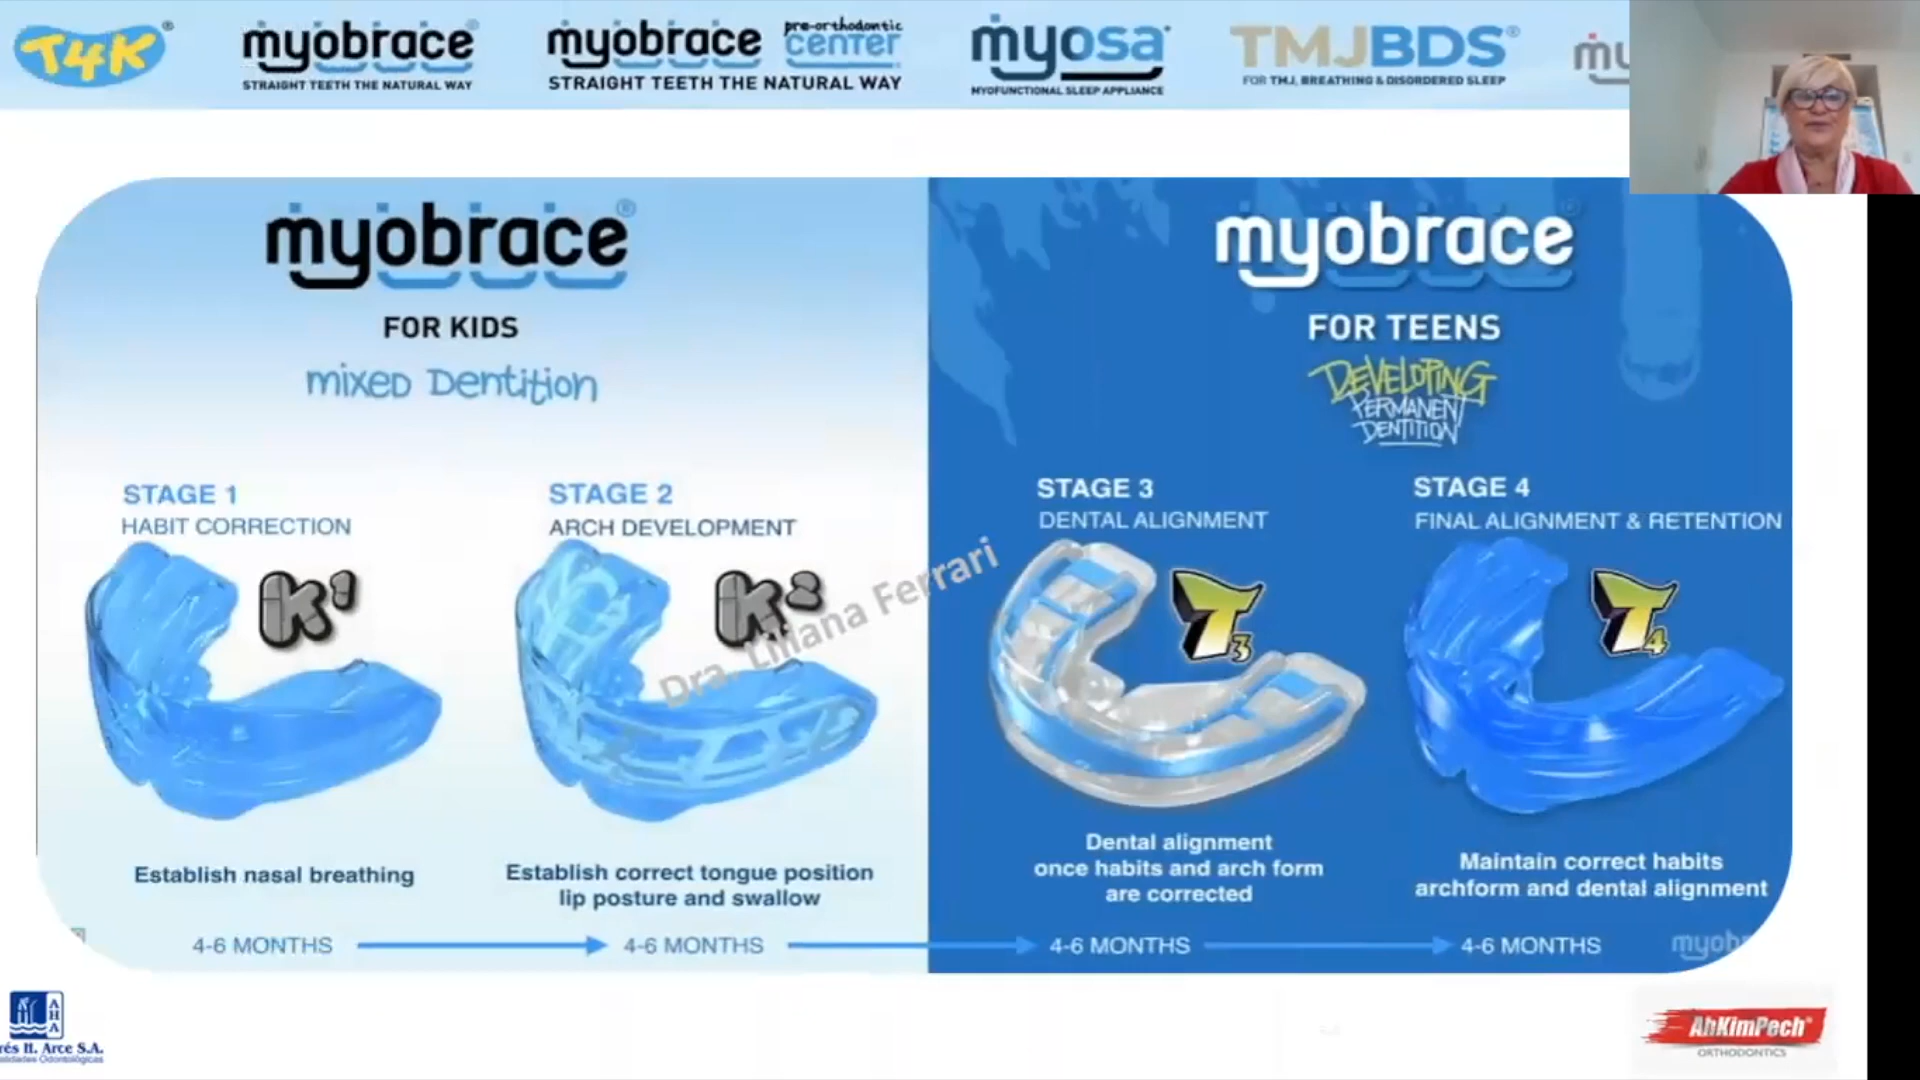 T4K®
myobrace®
STRAIGHT TEETH THE NATURAL WAY
myobrace pre-orthodontic center®
STRAIGHT TEETH THE NATURAL WAY
myosa®
MYOFUNCTIONAL SLEEP APPLIANCE
TMJBDS®
FOR TMJ, BREATHING & DISORDERED SLEEP
myobrace®
FOR KIDS
mixed Dentition
STAGE 1
HABIT CORRECTION
K1
Establish nasal breathing
4-6 MONTHS
STAGE 2
ARCH DEVELOPMENT
K2
Establish correct tongue position
lip posture and swallow
4-6 MONTHS
myobrace®
FOR TEENS
DEVELOPING
PERMANENT
DENTITION
STAGE 3
DENTAL ALIGNMENT
T3
Dental alignment
once habits and arch form
are corrected
4-6 MONTHS
STAGE 4
FINAL ALIGNMENT & RETENTION
T4
Maintain correct habits
archform and dental alignment
4-6 MONTHS
Dra. Liliana Ferrari
AHA
H. Arce S.A.
AhKimPech®
ORTHODONTICS